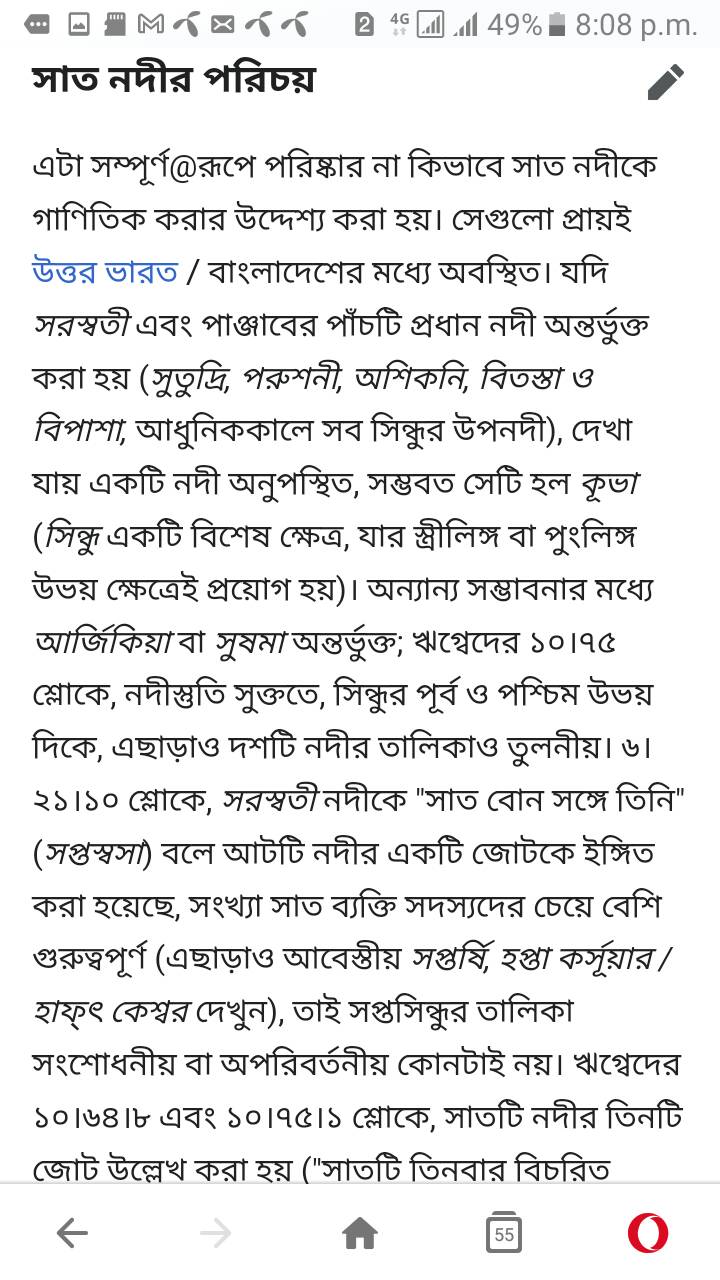 2 4G 49% 8:08 p.m.
সাত নদীর পরিচয়
এটা সম্পূর্ণ@রূপে পরিষ্কার না কিভাবে সাত নদীকে
গাণিতিক করার উদ্দেশ্য করা হয়। সেগুলো প্রায়ই
উত্তর ভারত / বাংলাদেশের মধ্যে অবস্থিত। যদি
সরস্বতী এবং পাঞ্জাবের পাঁচটি প্রধান নদী অন্তর্ভুক্ত
করা হয় (সুতুদ্রি, পরুশনী, অশিকনি, বিতস্তা ও
বিপাশা, আধুনিককালে সব সিন্ধুর উপনদী), দেখা
যায় একটি নদী অনুপস্থিত, সম্ভবত সেটি হল কূভা
(সিন্ধু একটি বিশেষ ক্ষেত্র, যার স্ত্রীলিঙ্গ বা পুংলিঙ্গ
উভয় ক্ষেত্রেই প্রয়োগ হয়)। অন্যান্য সম্ভাবনার মধ্যে
আর্জিকিয়া বা সুষমা অন্তর্ভুক্ত; ঋগ্বেদের ১০।৭৫
শ্লোকে, নদীস্তুতি সুক্ততে, সিন্ধুর পূর্ব ও পশ্চিম উভয়
দিকে, এছাড়াও দশটি নদীর তালিকাও তুলনীয়। ৬।
২১।১০ শ্লোকে, সরস্বতী নদীকে "সাত বোন সঙ্গে তিনি"
(সপ্তস্বসা) বলে আটটি নদীর একটি জোটকে ইঙ্গিত
করা হয়েছে, সংখ্যা সাত ব্যক্তি সদস্যদের চেয়ে বেশি
গুরুত্বপূর্ণ (এছাড়াও আবেস্তীয় সপ্তর্ষি, হপ্তা কর্সূয়ার /
হাফ্ৎ কেশ্বর দেখুন), তাই সপ্তসিন্ধুর তালিকা
সংশোধনীয় বা অপরিবর্তনীয় কোনটাই নয়। ঋগ্বেদের
১০।৬৪।৮ এবং ১০।৭৫।১ শ্লোকে, সাতটি নদীর তিনটি
জোট উল্লেখ করা হয় ("সাতটি তিনবার বিচরিত
55